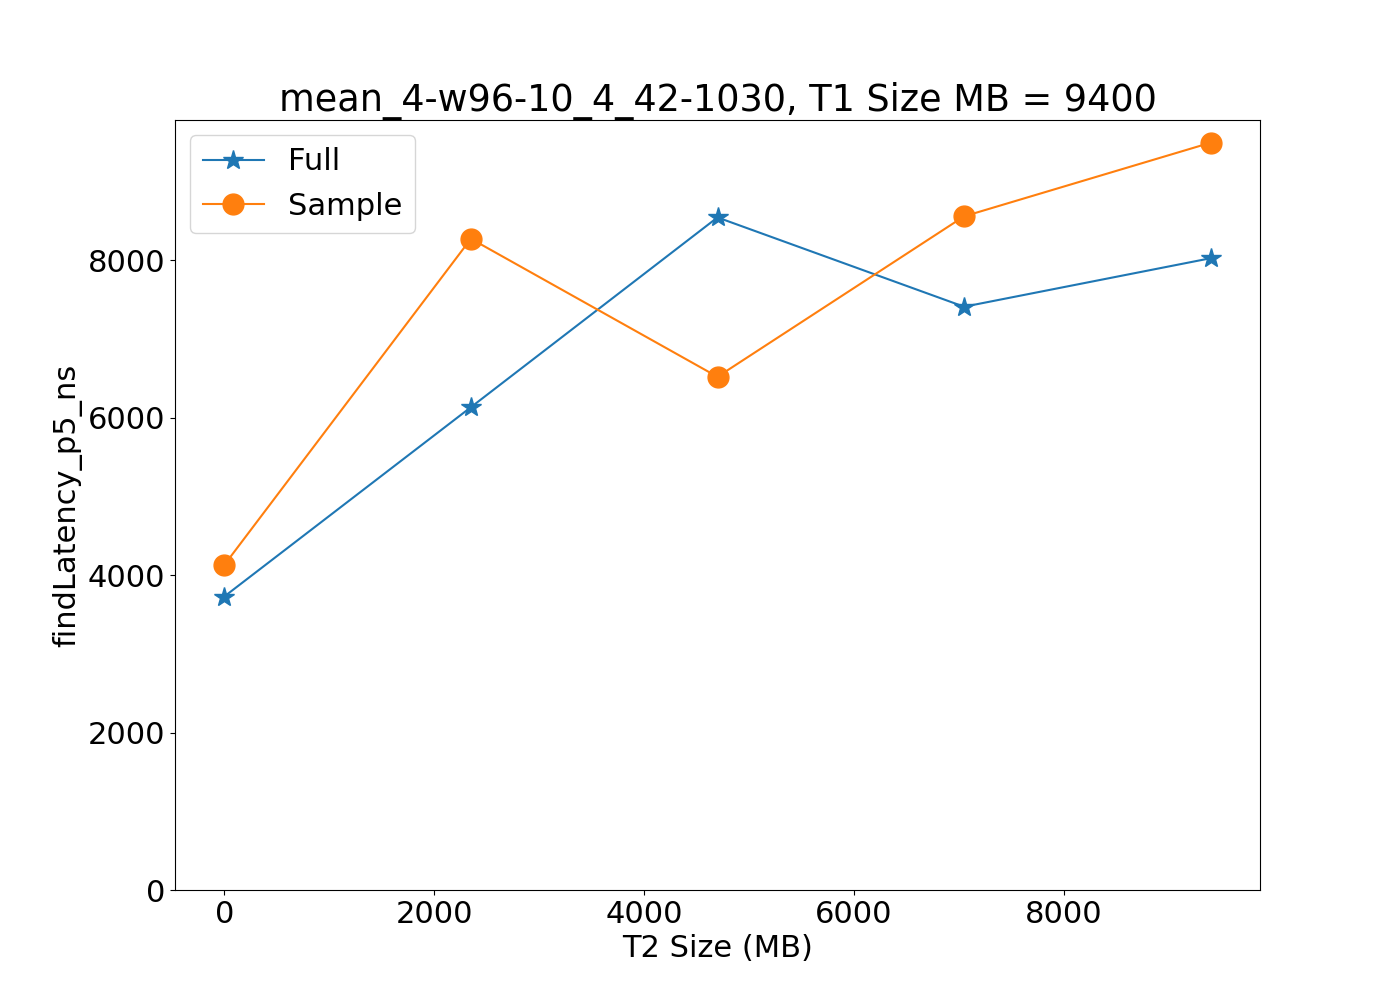 mean_4-w96-10_4_42-1030, T1 Size MB = 9400
Full
Sample
findLatency_p5_ns
8000
6000
4000
2000
0
0 2000 4000 6000 8000
T2 Size (MB)